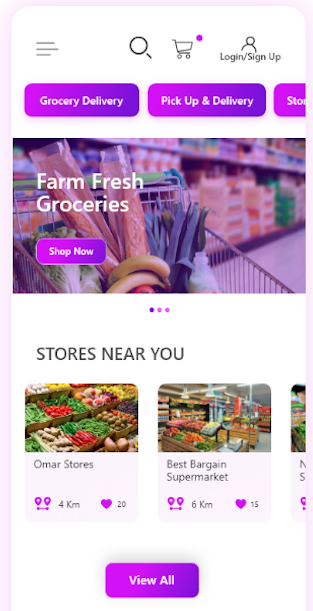 Login/Sign Up
Grocery Delivery
Pick Up & Delivery
Stor
Farm Fresh
Groceries
Shop Now
STORES NEAR YOU
Omar Stores
Best Bargain
Supermarket
N
S
4 Km
20
6 Km
15
View All